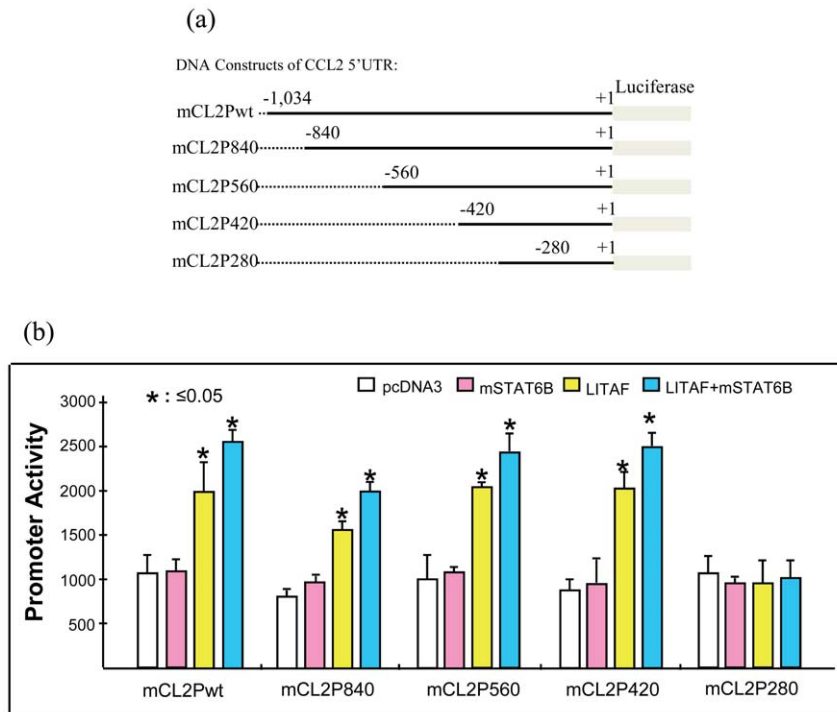 (a)
DNA Constructs of CCL2 5'UTR:
Luciferase
mCL2Pwt -1,034 +1
mCL2P840 -840 +1
mCL2P560 -560 +1
mCL2P420 -420 +1
mCL2P280 -280 +1
(b)
* : ≤0.05
pcDNA3 mSTAT6B LITAF LITAF+mSTAT6B
Promoter Activity
3000
2500
2000
1500
1000
500
* * * * * * * *
mCL2Pwt mCL2P840 mCL2P560 mCL2P420 mCL2P280